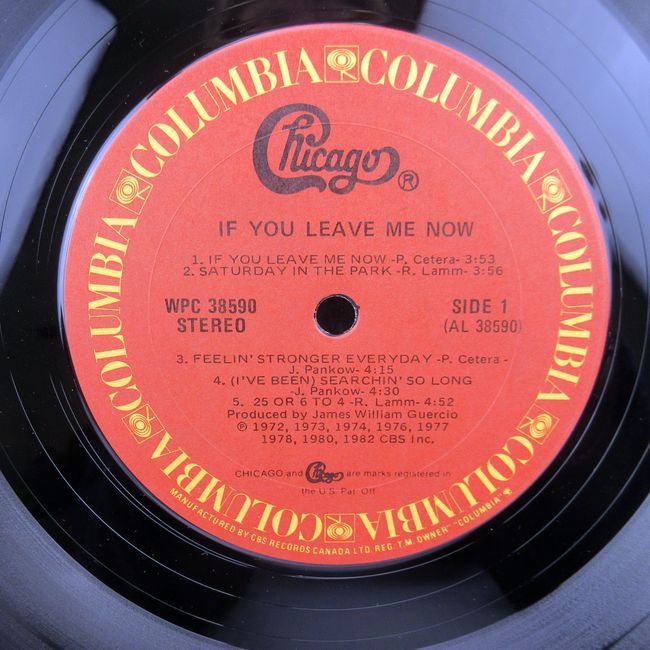 COLUMBIA COLUMBIA COLUMBIA COLUMBIA COLUMBIA COLUMBIA
Chicago ®
IF YOU LEAVE ME NOW
1. IF YOU LEAVE ME NOW -P. Cetera- 3:53
2. SATURDAY IN THE PARK -R. Lamm- 3:56
WPC 38590 SIDE 1
STEREO (AL 38590)
3. FEELIN' STRONGER EVERYDAY -P. Cetera -
J. Pankow- 4:15
4. (I'VE BEEN) SEARCHIN' SO LONG
-J. Pankow- 4:30
5. 25 OR 6 TO 4 -R. Lamm- 4:52
Produced by James William Guercio
℗ 1972, 1973, 1974, 1976, 1977
1978, 1980, 1982 CBS Inc.
CHICAGO and Chicago are marks registered in
the U.S. Pat. Off
MANUFACTURED BY CBS RECORDS CANADA LTD. REG. T.M. OWNER- "COLUMBIA"